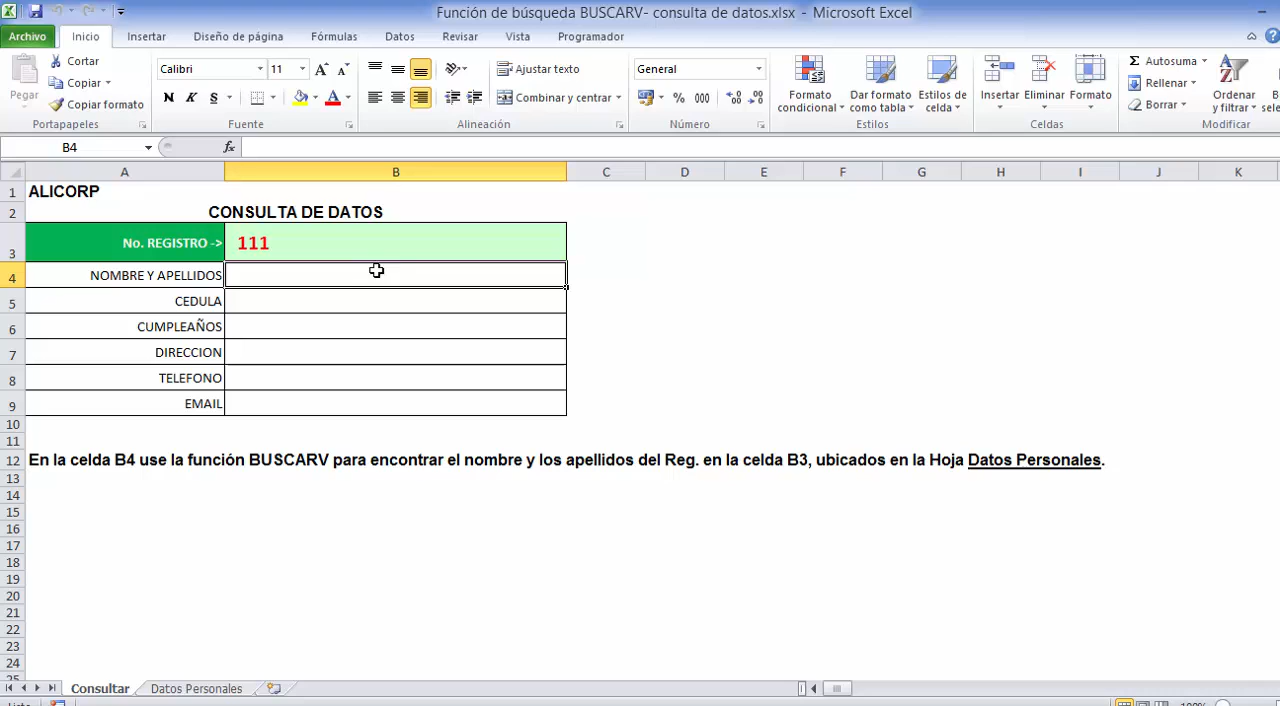 Función de búsqueda BUSCARV- consulta de datos.xlsx - Microsoft Excel
Archivo Inicio Insertar Diseño de página Fórmulas Datos Revisar Vista Programador
Pegar
Cortar
Copiar
Copiar formato
Portapapeles
Calibri 11
N K S
Fuente
Ajustar texto
Combinar y centrar
Alineación
General
% 000
Número
Formato condicional
Dar formato como tabla
Estilos de celda
Estilos
Insertar Eliminar Formato
Celdas
Σ Autosuma
Rellenar
Borrar
Ordenar y filtrar
Modificar
B4 fx
A B C D E F G H I J K
1 ALICORP
2 CONSULTA DE DATOS
3 No. REGISTRO -> 111
4 NOMBRE Y APELLIDOS
5 CEDULA
6 CUMPLEAÑOS
7 DIRECCION
8 TELEFONO
9 EMAIL
10
11
12 En la celda B4 use la función BUSCARV para encontrar el nombre y los apellidos del Reg. en la celda B3, ubicados en la Hoja Datos Personales.
13
14
15
16
17
18
19
20
21
22
23
24
25
Consultar Datos Personales